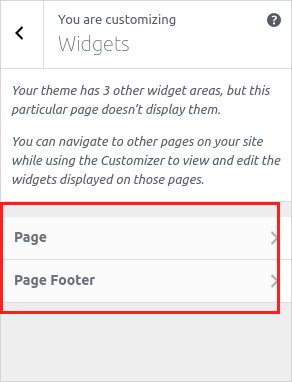 You are customizing
Widgets
Your theme has 3 other widget areas, but this
particular page doesn't display them.
You can navigate to other pages on your site
while using the Customizer to view and edit the
widgets displayed on those pages.
Page
Page Footer